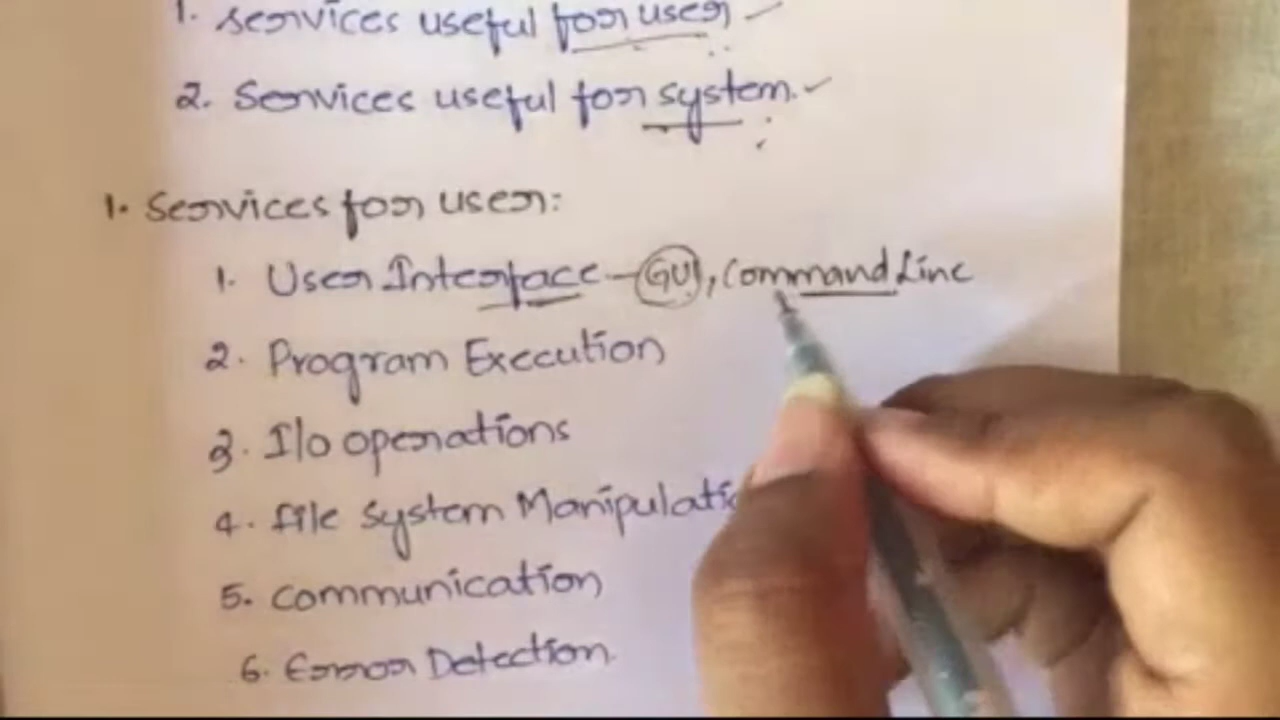 1. Services useful for user
2. Services useful for system.
1. Services for user:
1. User Interface - GUI, Command Line
2. Program Execution
3. I/o operations
4. file system Manipulatio
5. communication
6. Error Detection.